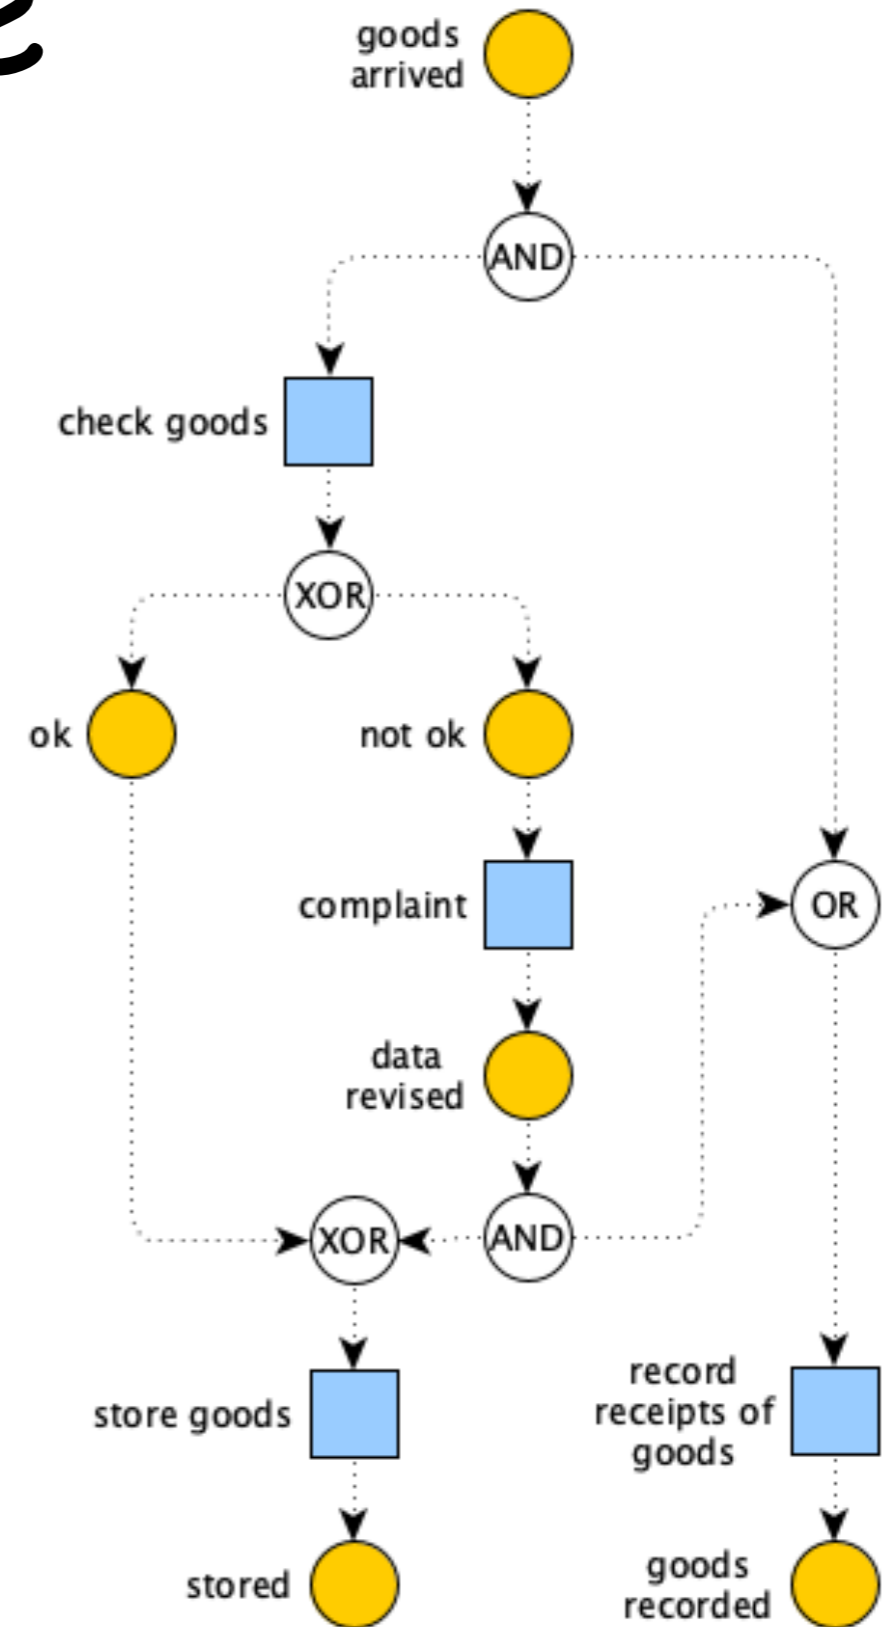 goods
arrived
AND
check goods
XOR
ok
not ok
complaint
OR
data
revised
XOR
AND
store goods
record
receipts of
goods
stored
goods
recorded